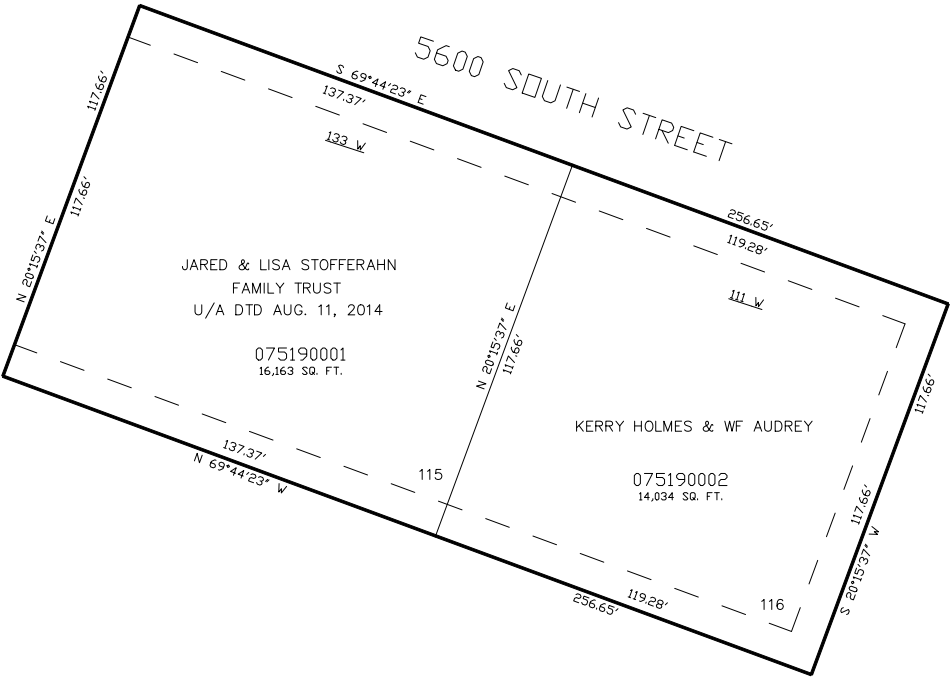 5600 SOUTH STREET
S 69°44'23" E
137.37'
133 W
117.66'
117.66'
N 20°15'37" E
256.65'
119.28'
111 W
JARED & LISA STOFFERAHN
FAMILY TRUST
U/A DTD AUG. 11, 2014
075190001
16,163 SQ. FT.
N 20°15'37" E
117.66'
117.66'
KERRY HOLMES & WF AUDREY
075190002
14,034 SQ. FT.
137.37'
N 69°44'23" W
115
117.66'
S 20°15'37" W
119.28'
256.65'
116